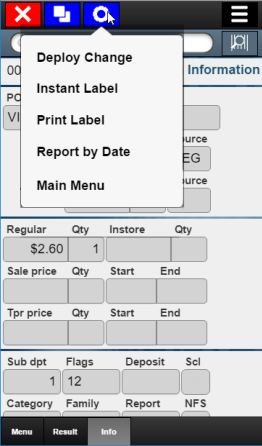 Deploy Change
00
Information
Instant Label
PO
VI
Print Label
ource
Report by Date
EG
urce
Main Menu
Regular Qty Instore Qty
$2.60 1
Sale price Qty Start End
Tpr price Qty Start End
Sub dpt Flags Deposit Scl
1 12
Category Family Report NFS
Menu Result Info